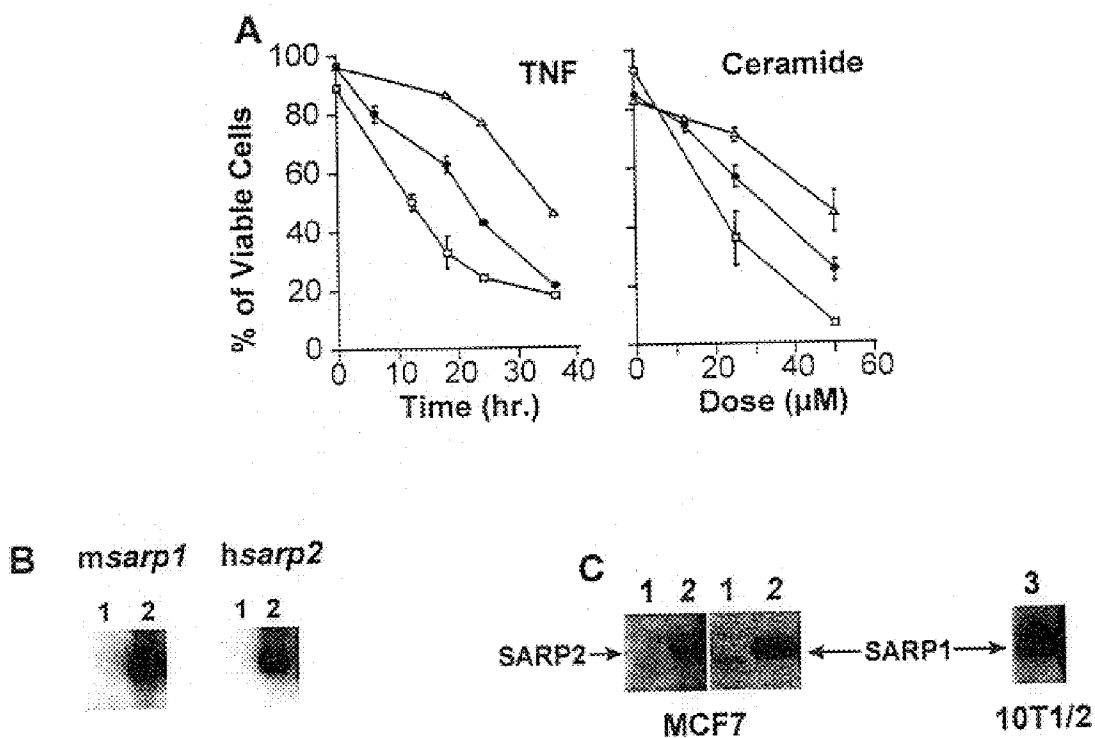 A
TNF
Ceramide
% of Viable Cells
100
80
60
40
20
0
0 10 20 30 40
Time (hr.)
0 20 40 60
Dose (μM)
B
msarp1 hsarp2
1 2 1 2
C
1 2 1 2 3
SARP2 → ← SARP1 →
MCF7 10T1/2